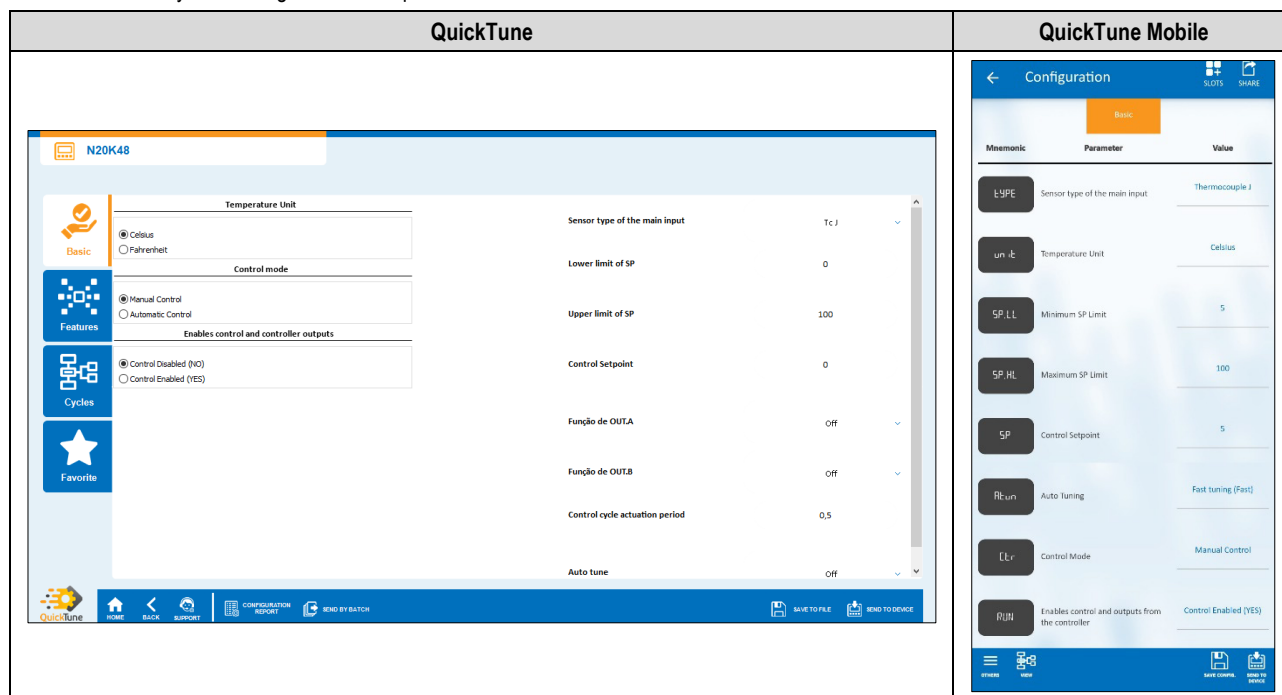 QuickTune
QuickTune Mobile
N20K48
Basic
Features
Cycles
Favorite
Temperature Unit
Celsius
Fahrenheit
Control mode
Manual Control
Automatic Control
Enables control and controller outputs
Control Disabled (NO)
Control Enabled (YES)
Sensor type of the main input Tc J
Lower limit of SP 0
Upper limit of SP 100
Control Setpoint 0
Função de OUT.A Off
Função de OUT.B Off
Control cycle actuation period 0,5
Auto tune Off
QuickTune
HOME
BACK
SUPPORT
CONFIGURATION
REPORT
SEND BY BATCH
SAVE TO FILE
SEND TO DEVICE
Configuration
SLOTS
SHARE
Basic
Mnemonic Parameter Value
tYPE Sensor type of the main input Thermocouple J
unit Temperature Unit Celsius
SP.LL Minimum SP Limit 5
SP.HL Maximum SP Limit 100
SP Control Setpoint 5
Atun Auto Tuning Fast tuning (Fast)
Ctr Control Mode Manual Control
RUN Enables control and outputs from
the controller Control Enabled (YES)
OTHERS
VIEW
SAVE CONFIG.
SEND TO
DEVICE